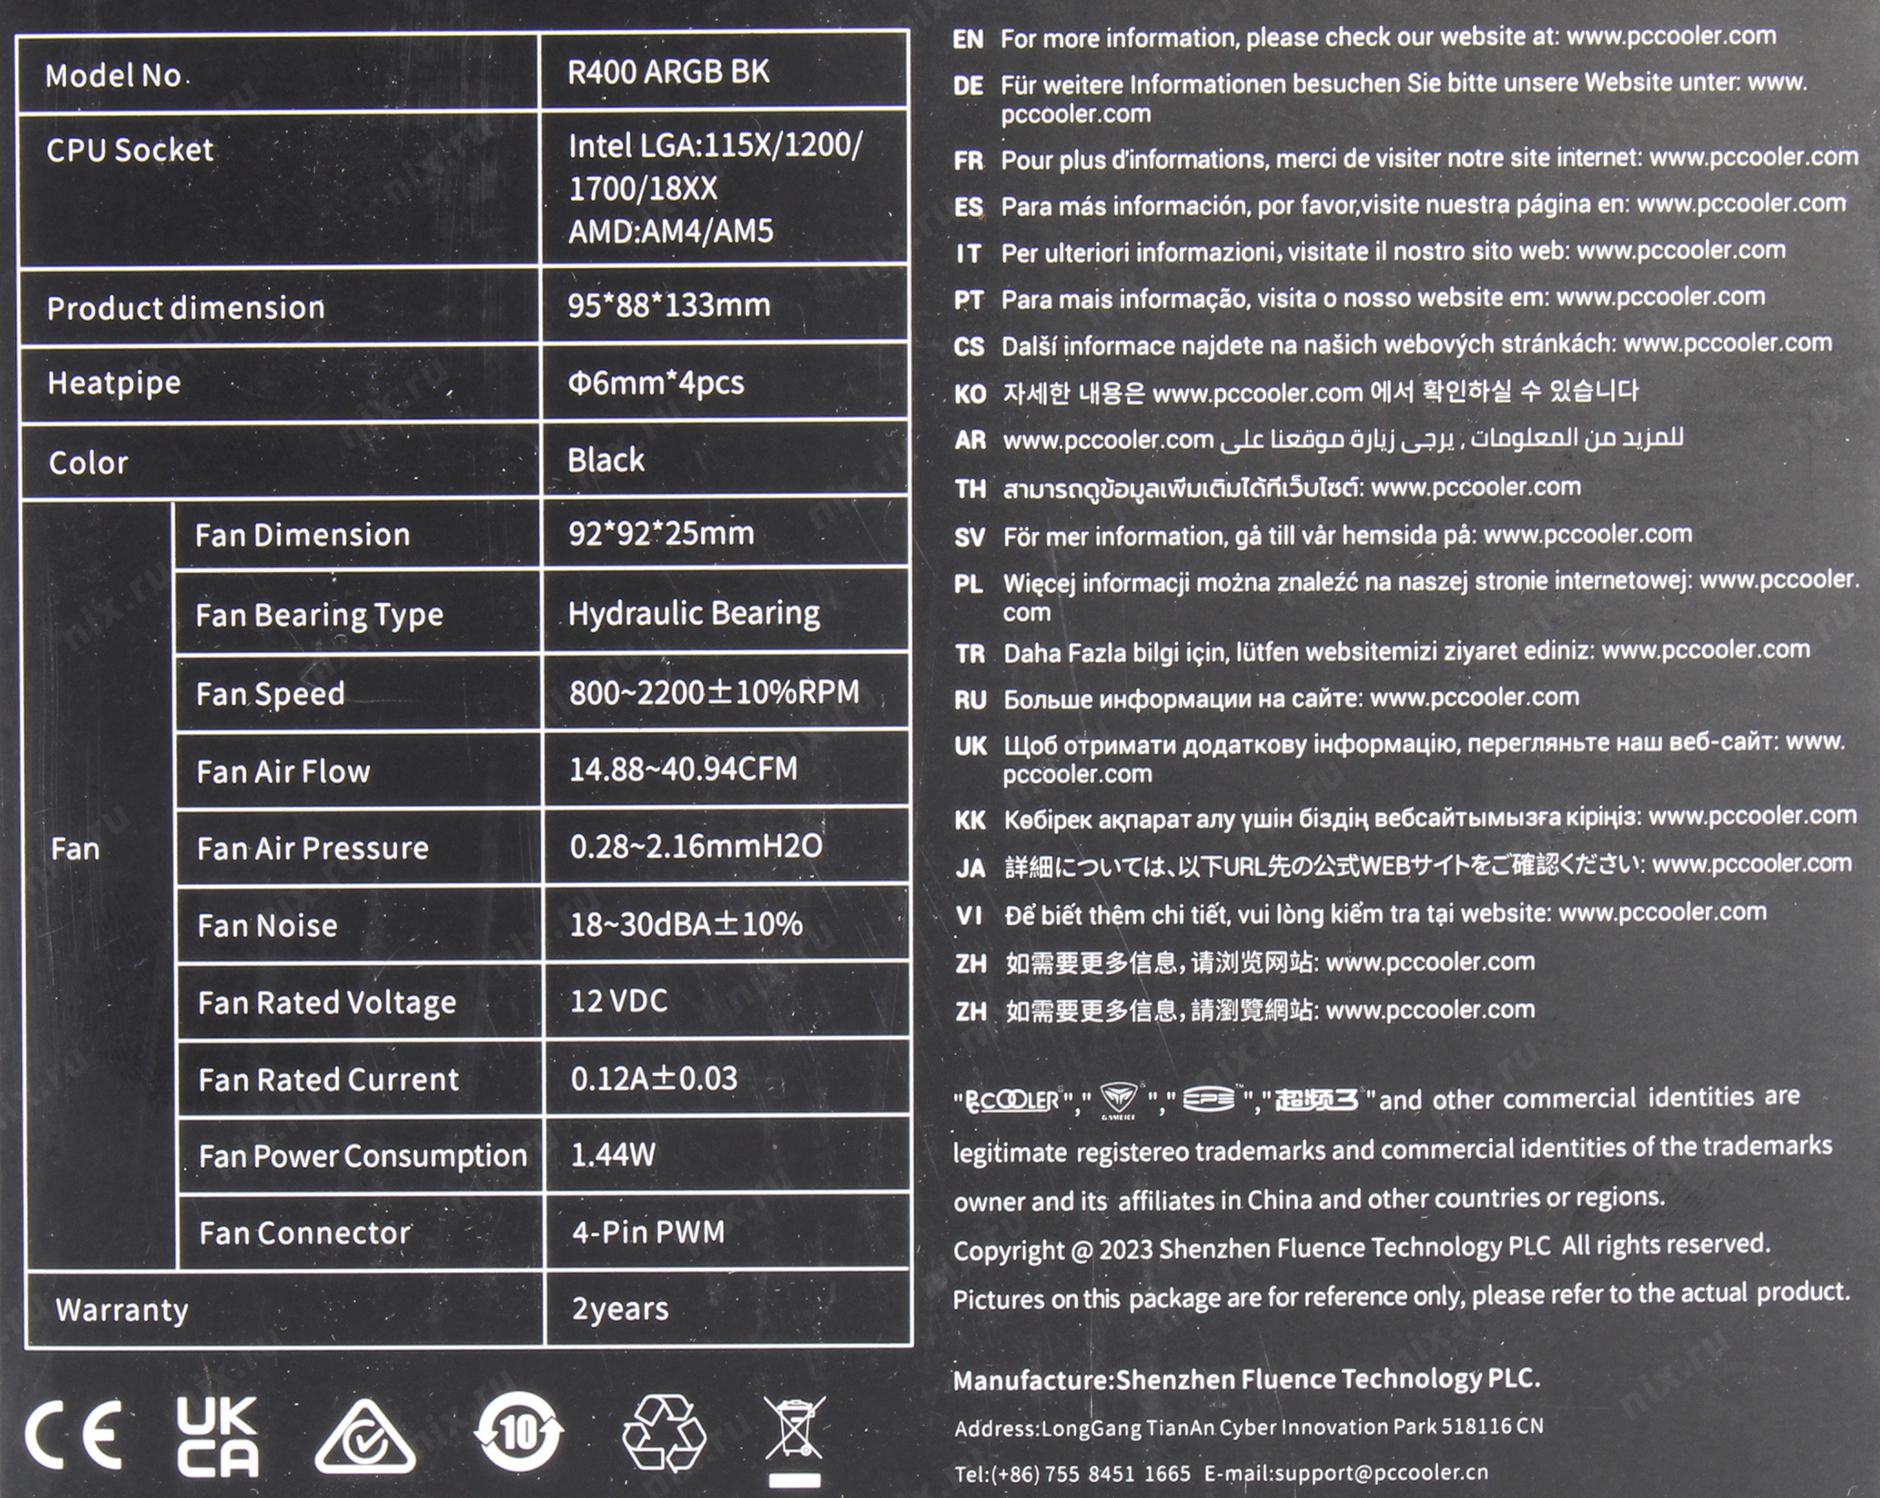 Model No.
R400 ARGB BK
CPU Socket
Intel LGA:115X/1200/
1700/18XX
AMD:AM4/AM5
Product dimension
95*88*133mm
Heatpipe
Φ6mm*4pcs
Color
Black
Fan
Fan Dimension
92*92*25mm
Fan Bearing Type
Hydraulic Bearing
Fan Speed
800~2200±10%RPM
Fan Air Flow
14.88~40.94CFM
Fan Air Pressure
0.28~2.16mmH2O
Fan Noise
18~30dBA±10%
Fan Rated Voltage
12 VDC
Fan Rated Current
0.12A±0.03
Fan Power Consumption
1.44W
Fan Connector
4-Pin PWM
Warranty
2years
CE
UK
CA
10
EN For more information, please check our website at: www.pccooler.com
DE Für weitere Informationen besuchen Sie bitte unsere Website unter: www.
pccooler.com
FR Pour plus d'informations, merci de visiter notre site internet: www.pccooler.com
ES Para más información, por favor,visite nuestra página en: www.pccooler.com
IT Per ulteriori informazioni, visitate il nostro sito web: www.pccooler.com
PT Para mais informação, visita o nosso website em: www.pccooler.com
CS Další informace najdete na našich webových stránkách: www.pccooler.com
KO 자세한 내용은 www.pccooler.com 에서 확인하실 수 있습니다
AR للمزيد من المعلومات , يرجى زيارة موقعنا على www.pccooler.com
TH สามารถดูข้อมูลเพิ่มเติมได้ที่เว็บไซต์: www.pccooler.com
SV För mer information, gå till vår hemsida på: www.pccooler.com
PL Więcej informacji można znaleźć na naszej stronie internetowej: www.pccooler.
com
TR Daha Fazla bilgi için, lütfen websitemizi ziyaret ediniz: www.pccooler.com
RU Больше информации на сайте: www.pccooler.com
UK Щоб отримати додаткову інформацію, перегляньте наш веб-сайт: www.
pccooler.com
KK Көбірек ақпарат алу үшін біздің вебсайтымызға кіріңіз: www.pccooler.com
JA 詳細については、以下URL先の公式WEBサイトをご確認ください: www.pccooler.com
VI Để biết thêm chi tiết, vui lòng kiểm tra tại website: www.pccooler.com
ZH 如需要更多信息，请浏览网站: www.pccooler.com
ZH 如需要更多信息，請瀏覽網站: www.pccooler.com
"PCCOOLER®"," GAMEICE®"," CPS™","超频3®"and other commercial identities are
legitimate registereo trademarks and commercial identities of the trademarks
owner and its affiliates in China and other countries or regions.
Copyright @ 2023 Shenzhen Fluence Technology PLC All rights reserved.
Pictures on this package are for reference only, please refer to the actual product.
Manufacture:Shenzhen Fluence Technology PLC.
Address:LongGang TianAn Cyber Innovation Park 518116 CN
Tel:(+86) 755 8451 1665 E-mail:support@pccooler.cn
nix.ru